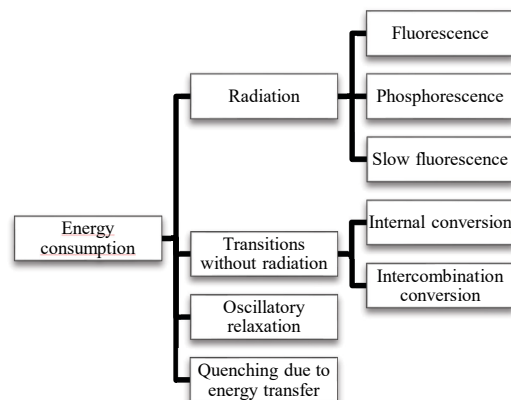 Fluorescence
Radiation
Phosphorescence
Slow fluorescence
Energy
consumption
Internal conversion
Transitions
without radiation
Intercombination
conversion
Oscillatory
relaxation
Quenching due to
energy transfer